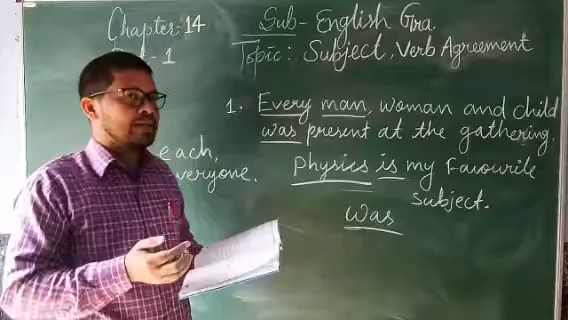 Chapter: 14
Sub - English Gra.
Topic: Subject, Verb Agreement
- 1
1. Every man, woman and child
was present at the gathering.
each,
veryone.
Physics is my Favourite
Subject.
was